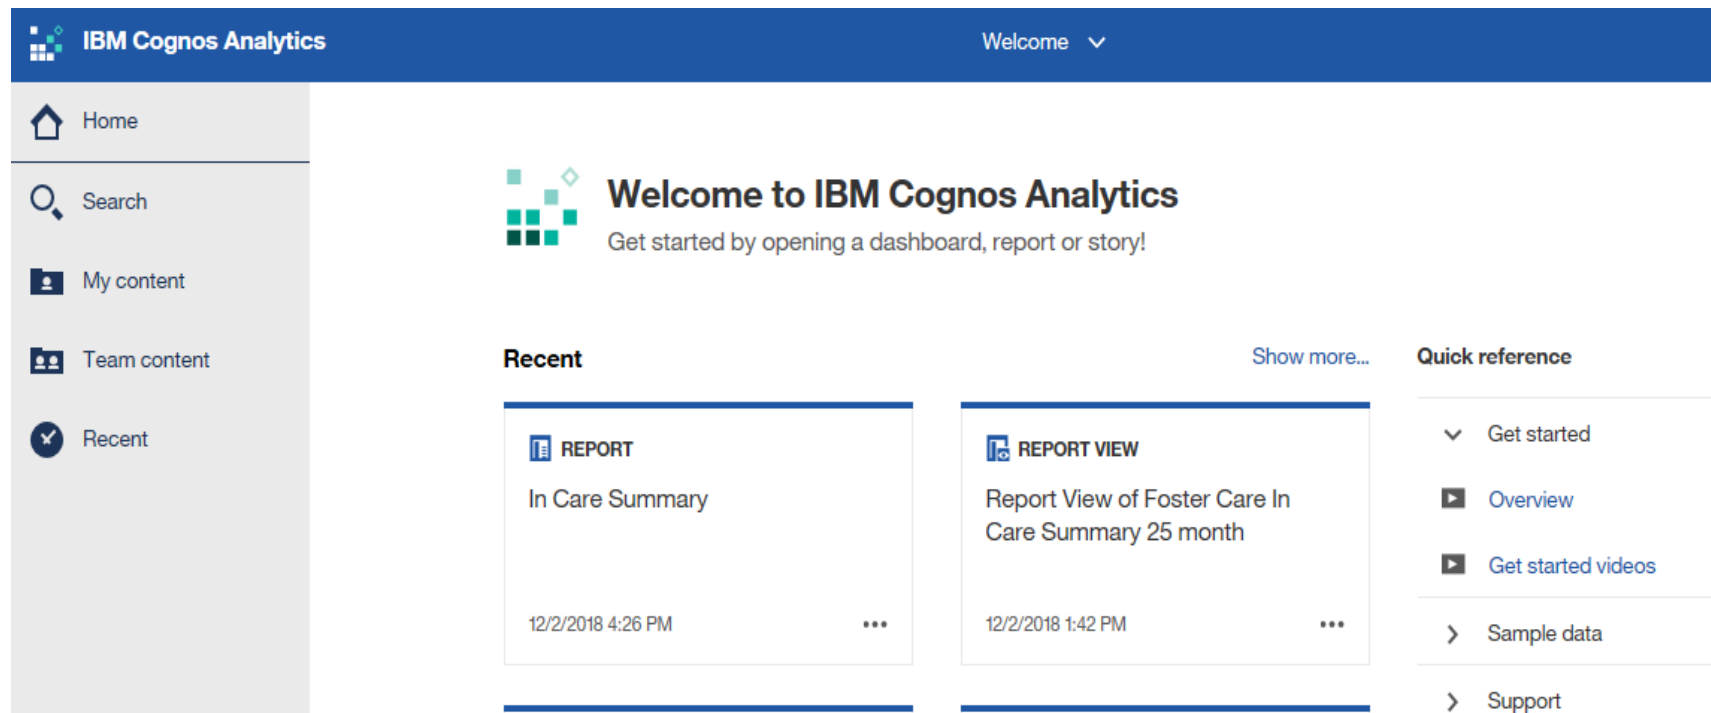 IBM Cognos Analytics
Welcome
Home
Search
My content
Team content
Recent
Welcome to IBM Cognos Analytics
Get started by opening a dashboard, report or story!
Recent
Show more...
REPORT
In Care Summary
12/2/2018 4:26 PM
REPORT VIEW
Report View of Foster Care In
Care Summary 25 month
12/2/2018 1:42 PM
Quick reference
Get started
Overview
Get started videos
Sample data
Support